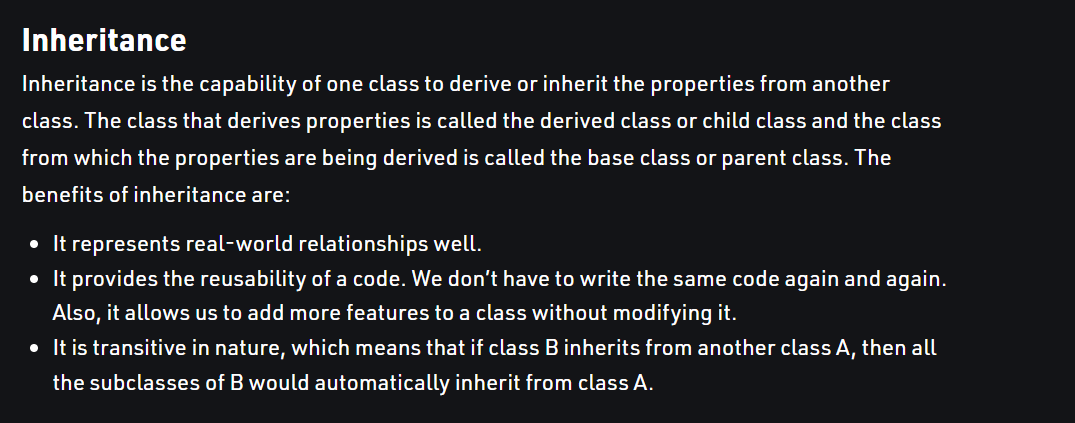 Inheritance
Inheritance is the capability of one class to derive or inherit the properties from another
class. The class that derives properties is called the derived class or child class and the class
from which the properties are being derived is called the base class or parent class. The
benefits of inheritance are:
• It represents real-world relationships well.
• It provides the reusability of a code. We don’t have to write the same code again and again.
Also, it allows us to add more features to a class without modifying it.
• It is transitive in nature, which means that if class B inherits from another class A, then all
the subclasses of B would automatically inherit from class A.